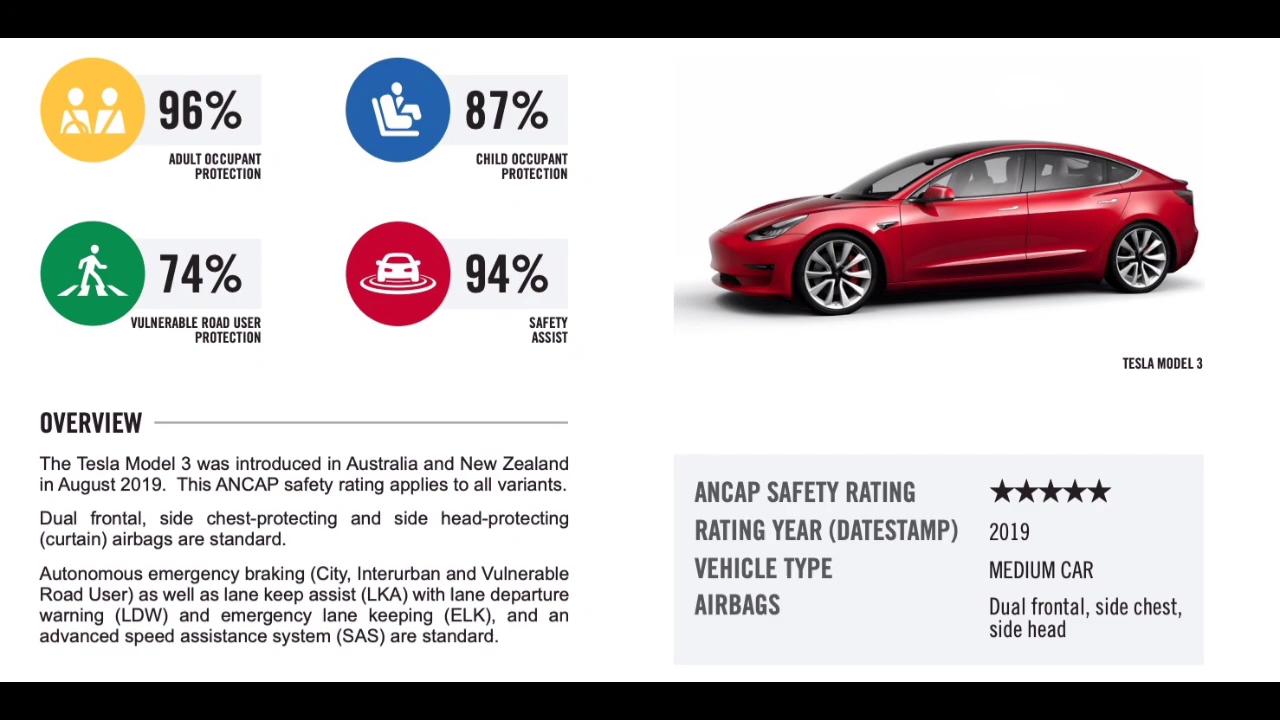 96%
ADULT OCCUPANT
PROTECTION
87%
CHILD OCCUPANT
PROTECTION
74%
VULNERABLE ROAD USER
PROTECTION
94%
SAFETY
ASSIST
TESLA MODEL 3
OVERVIEW
The Tesla Model 3 was introduced in Australia and New Zealand
in August 2019. This ANCAP safety rating applies to all variants.
Dual frontal, side chest-protecting and side head-protecting
(curtain) airbags are standard.
Autonomous emergency braking (City, Interurban and Vulnerable
Road User) as well as lane keep assist (LKA) with lane departure
warning (LDW) and emergency lane keeping (ELK), and an
advanced speed assistance system (SAS) are standard.
ANCAP SAFETY RATING ★★★★★
RATING YEAR (DATESTAMP) 2019
VEHICLE TYPE MEDIUM CAR
AIRBAGS Dual frontal, side chest,
side head